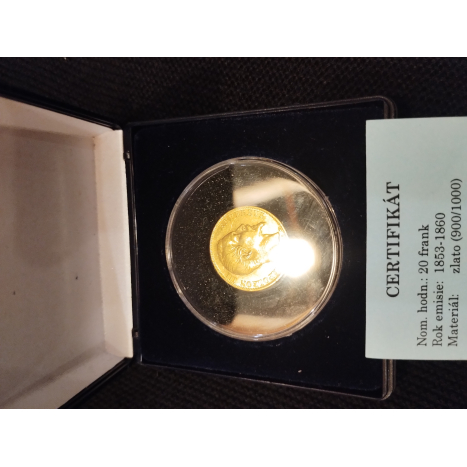 CERTIFIKÁT
Nom. hodn.: 20 frank
Rok emisie: 1853-1860
Materiál: zlato (900/1000)